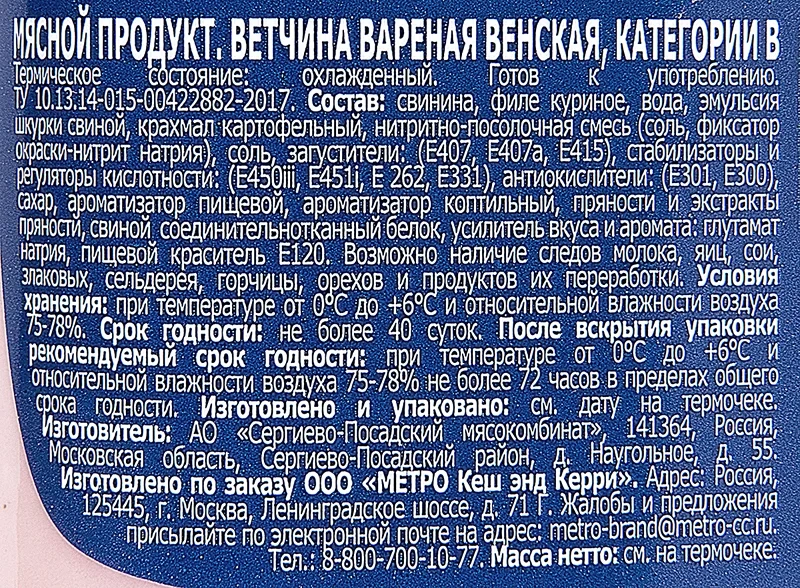 МЯСНОЙ ПРОДУКТ. ВЕТЧИНА ВАРЕНАЯ ВЕНСКАЯ, КАТЕГОРИИ В
Термическое состояние: охлажденный. Готов к употреблению.
ТУ 10.13.14-015-00422882-2017. Состав: свинина, филе куриное, вода, эмульсия
шкурки свиной, крахмал картофельный, нитритно-посолочная смесь (соль, фиксатор
окраски-нитрит натрия), соль, загустители: (Е407, Е407а, Е415), стабилизаторы и
регуляторы кислотности: (Е450iii, Е451i, Е 262, Е331), антиокислители: (Е301, Е300),
сахар, ароматизатор пищевой, ароматизатор коптильный, пряности и экстракты
пряности, свиной соединительнотканный белок, усилитель вкуса и аромата: глутамат
натрия, пищевой краситель Е120. Возможно наличие следов молока, яиц, сои,
злаковых, сельдерея, горчицы, орехов и продуктов их переработки. Условия
хранения: при температуре от 0°С до +6°С и относительной влажности воздуха
75-78%. Срок годности: не более 40 суток. После вскрытия упаковки
рекомендуемый срок годности: при температуре от 0°С до +6°С и
относительной влажности воздуха 75-78% не более 72 часов в пределах общего
срока годности. Изготовлено и упаковано: см. дату на термочеке.
Изготовитель: АО «Сергиево-Посадский мясокомбинат», 141364, Россия,
Московская область, Сергиево-Посадский район, д. Наугольное, д. 55.
Изготовлено по заказу ООО «МЕТРО Кеш энд Керри». Адрес: Россия,
125445, г. Москва, Ленинградское шоссе, д. 71 Г. Жалобы и предложения
присылайте по электронной почте на адрес: metro-brand@metro-cc.ru.
Тел.: 8-800-700-10-77. Масса нетто: см. на термочеке.